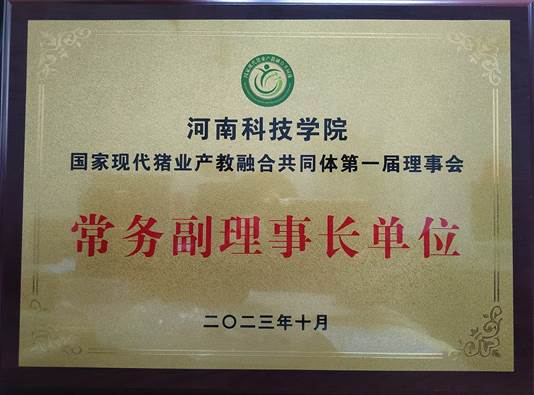 河南科技学院
国家现代猪业产教融合共同体第一届理事会
常务副理事长单位
二〇二三年十月